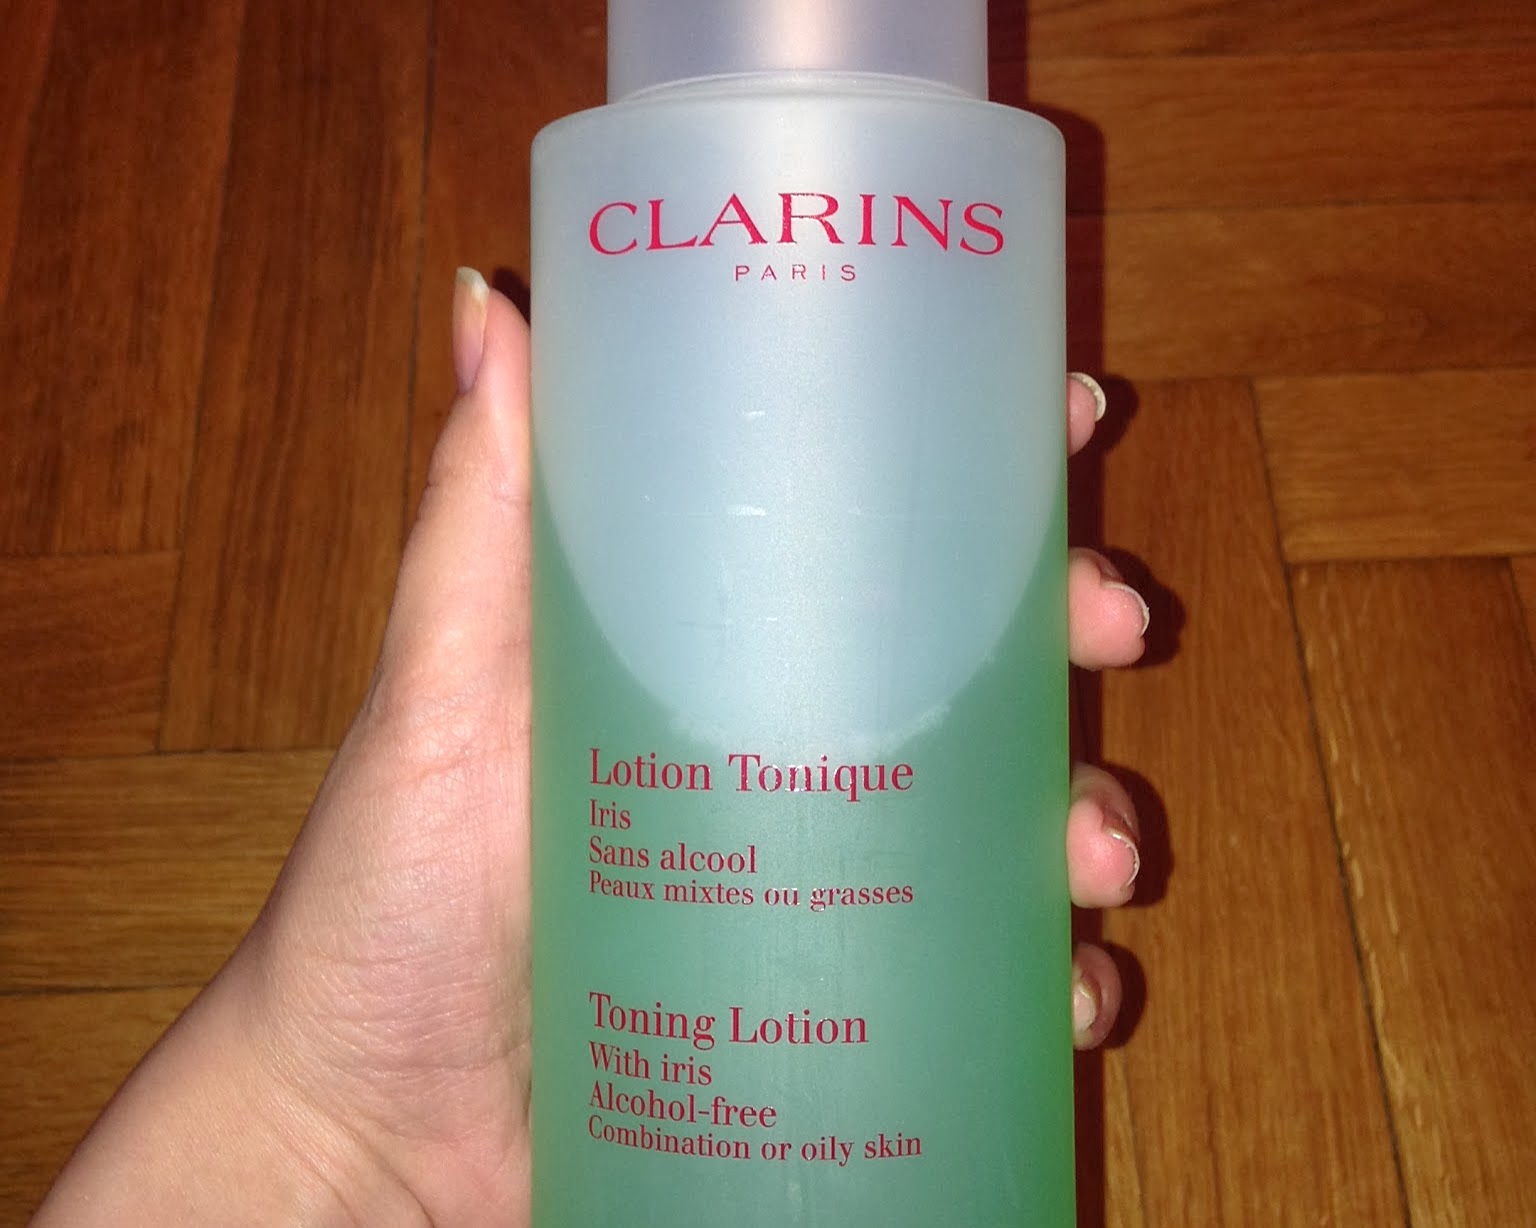 CLARINS
PARIS
Lotion Tonique
Iris
Sans alcool
Peaux mixtes ou grasses
Toning Lotion
With iris
Alcohol-free
Combination or oily skin